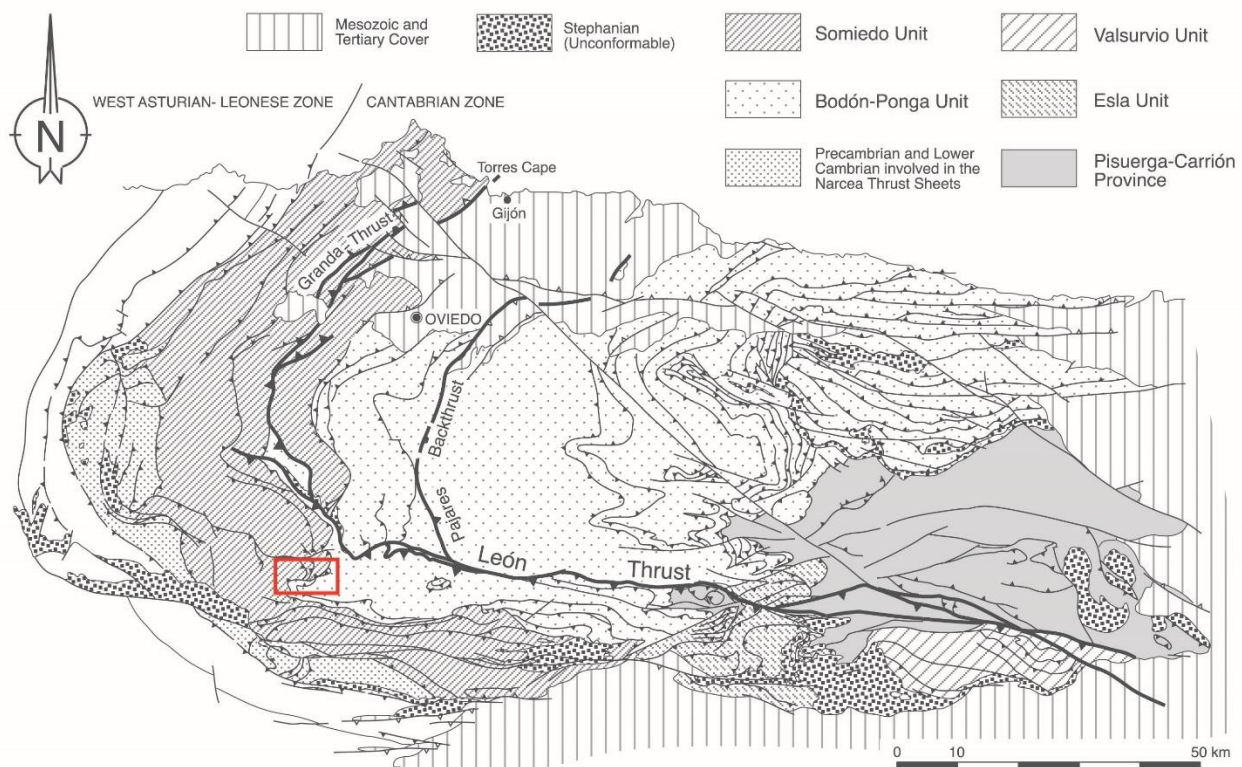 Mesozoic and
Tertiary Cover
Stephanian
(Unconformable)
Somiedo Unit
Valsurvio Unit
Bodón-Ponga Unit
Esla Unit
Precambrian and Lower
Cambrian involved in the
Narcea Thrust Sheets
Pisuerga-Carrión
Province
N
WEST ASTURIAN- LEONESE ZONE
CANTABRIAN ZONE
Torres Cape
Gijón
Granda - Thrust
OVIEDO
Pajares Backthrust
León Thrust
0 10 50 km